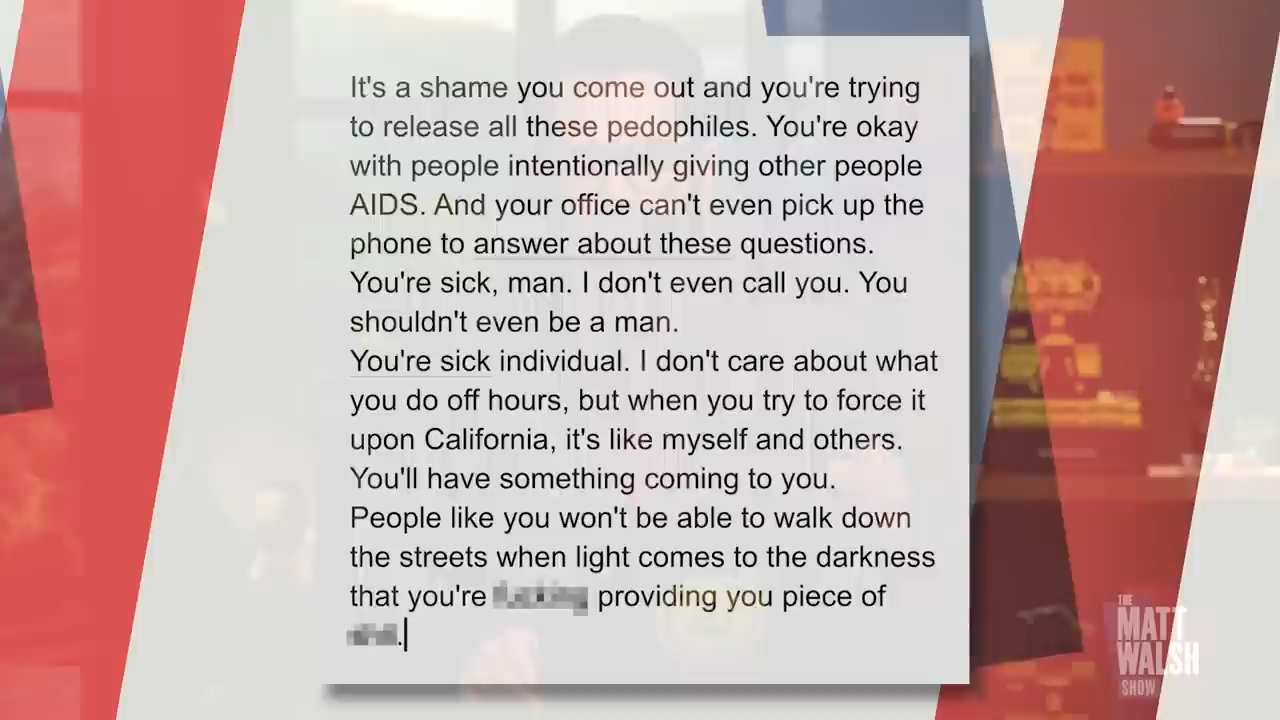 It's a shame you come out and you're trying
to release all these pedophiles. You're okay
with people intentionally giving other people
AIDS. And your office can't even pick up the
phone to answer about these questions.
You're sick, man. I don't even call you. You
shouldn't even be a man.
You're sick individual. I don't care about what
you do off hours, but when you try to force it
upon California, it's like myself and others.
You'll have something coming to you.
People like you won't be able to walk down
the streets when light comes to the darkness
that you're providing you piece of
.
THE
MATT
WALSH
SHOW